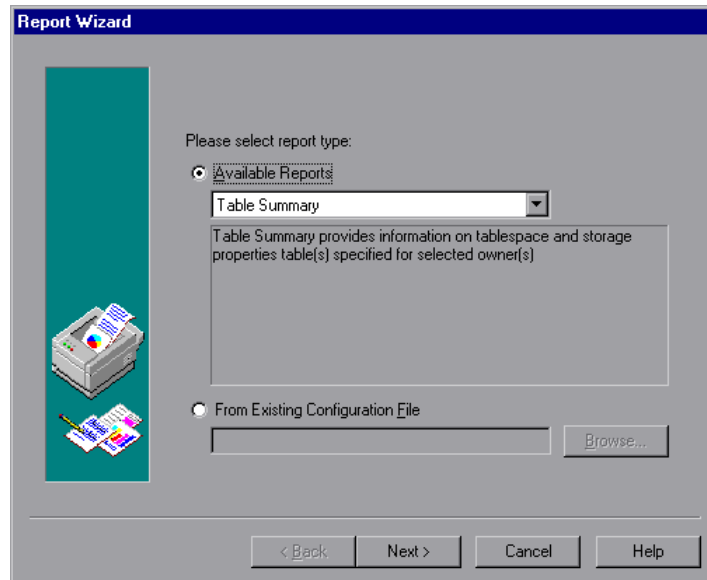 Report Wizard
Please select report type:
Available Reports
Table Summary
Table Summary provides information on tablespace and storage
properties table(s) specified for selected owner(s)
From Existing Configuration File
Browse...
< Back
Next >
Cancel
Help